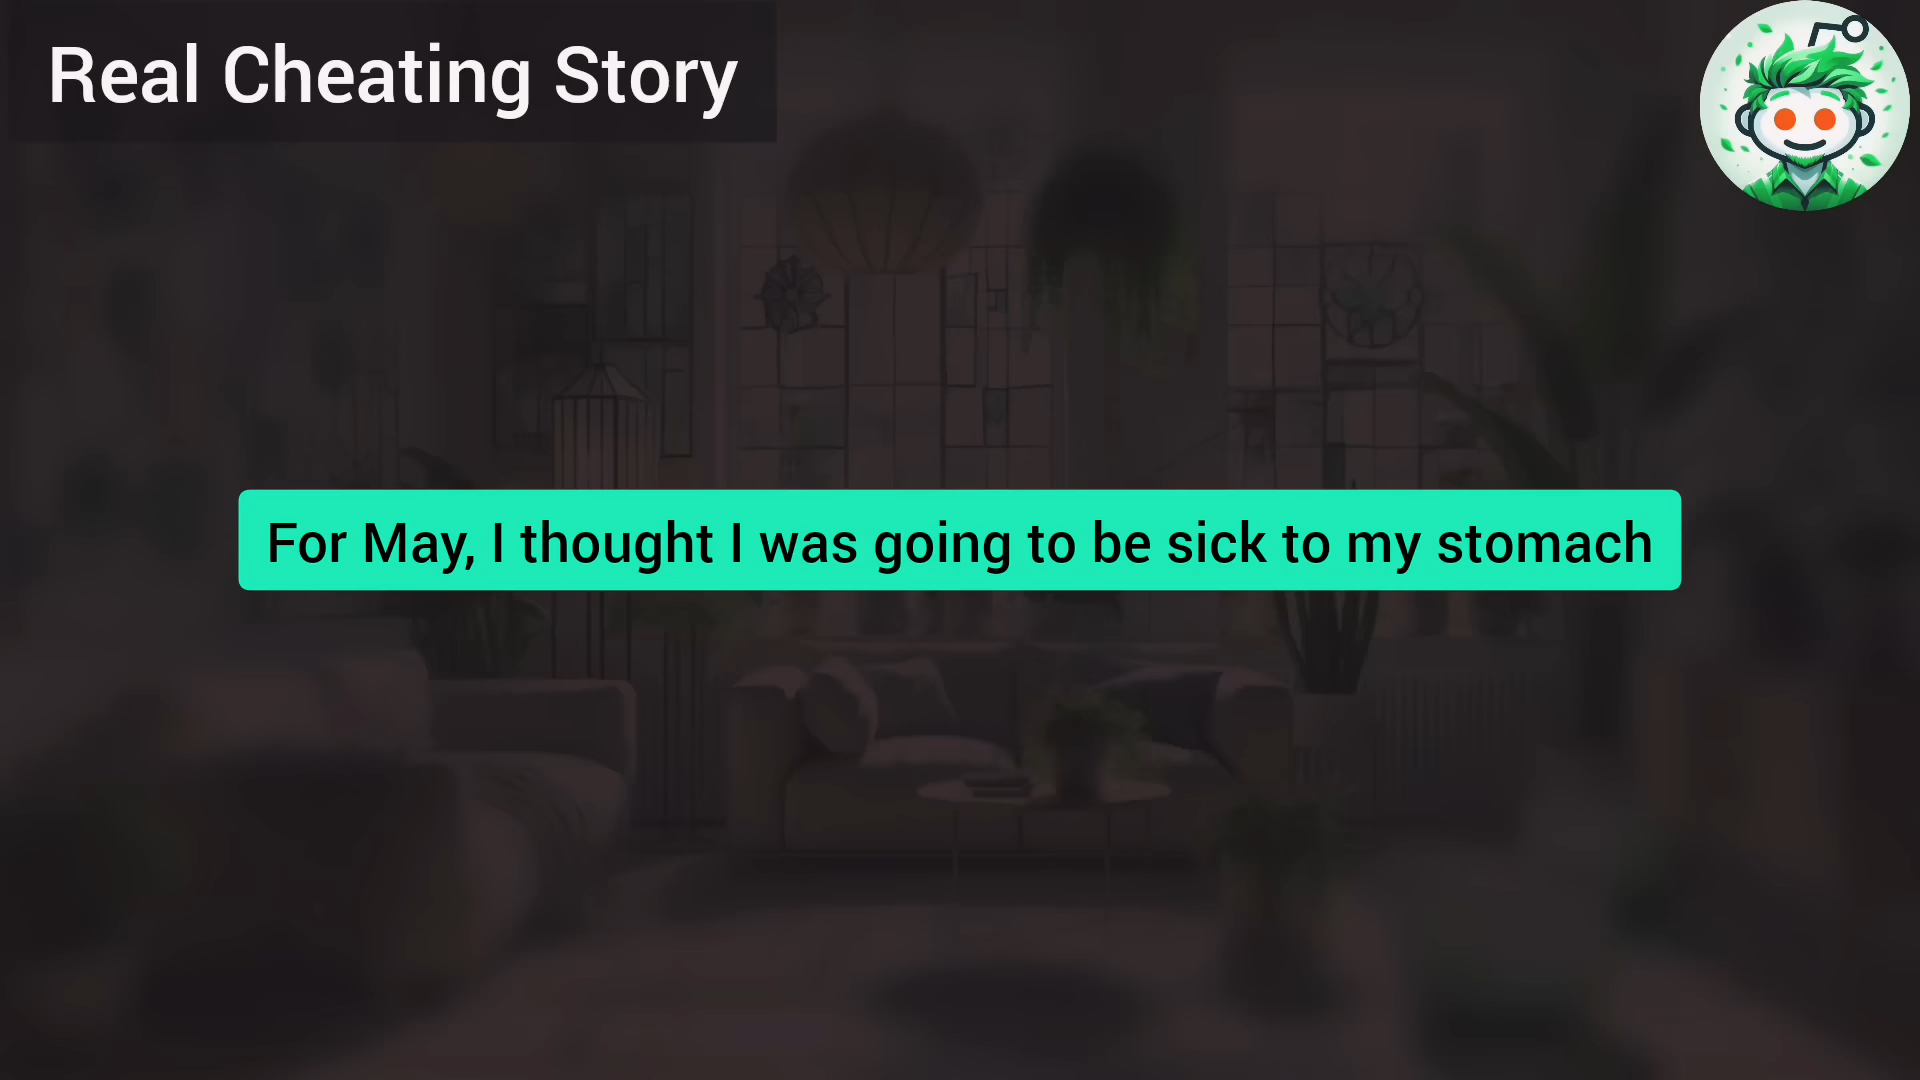 Real Cheating Story
For May, I thought I was going to be sick to my stomach